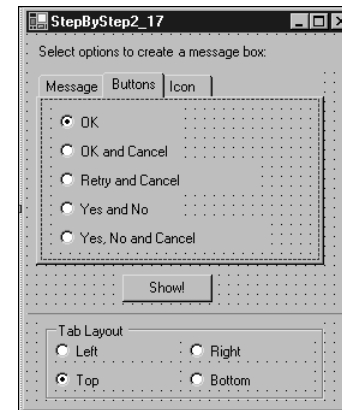 StepByStep2_17
Select options to create a message box:
Message Buttons Icon
OK
OK and Cancel
Retry and Cancel
Yes and No
Yes, No and Cancel
Show!
Tab Layout
Left Right
Top Bottom